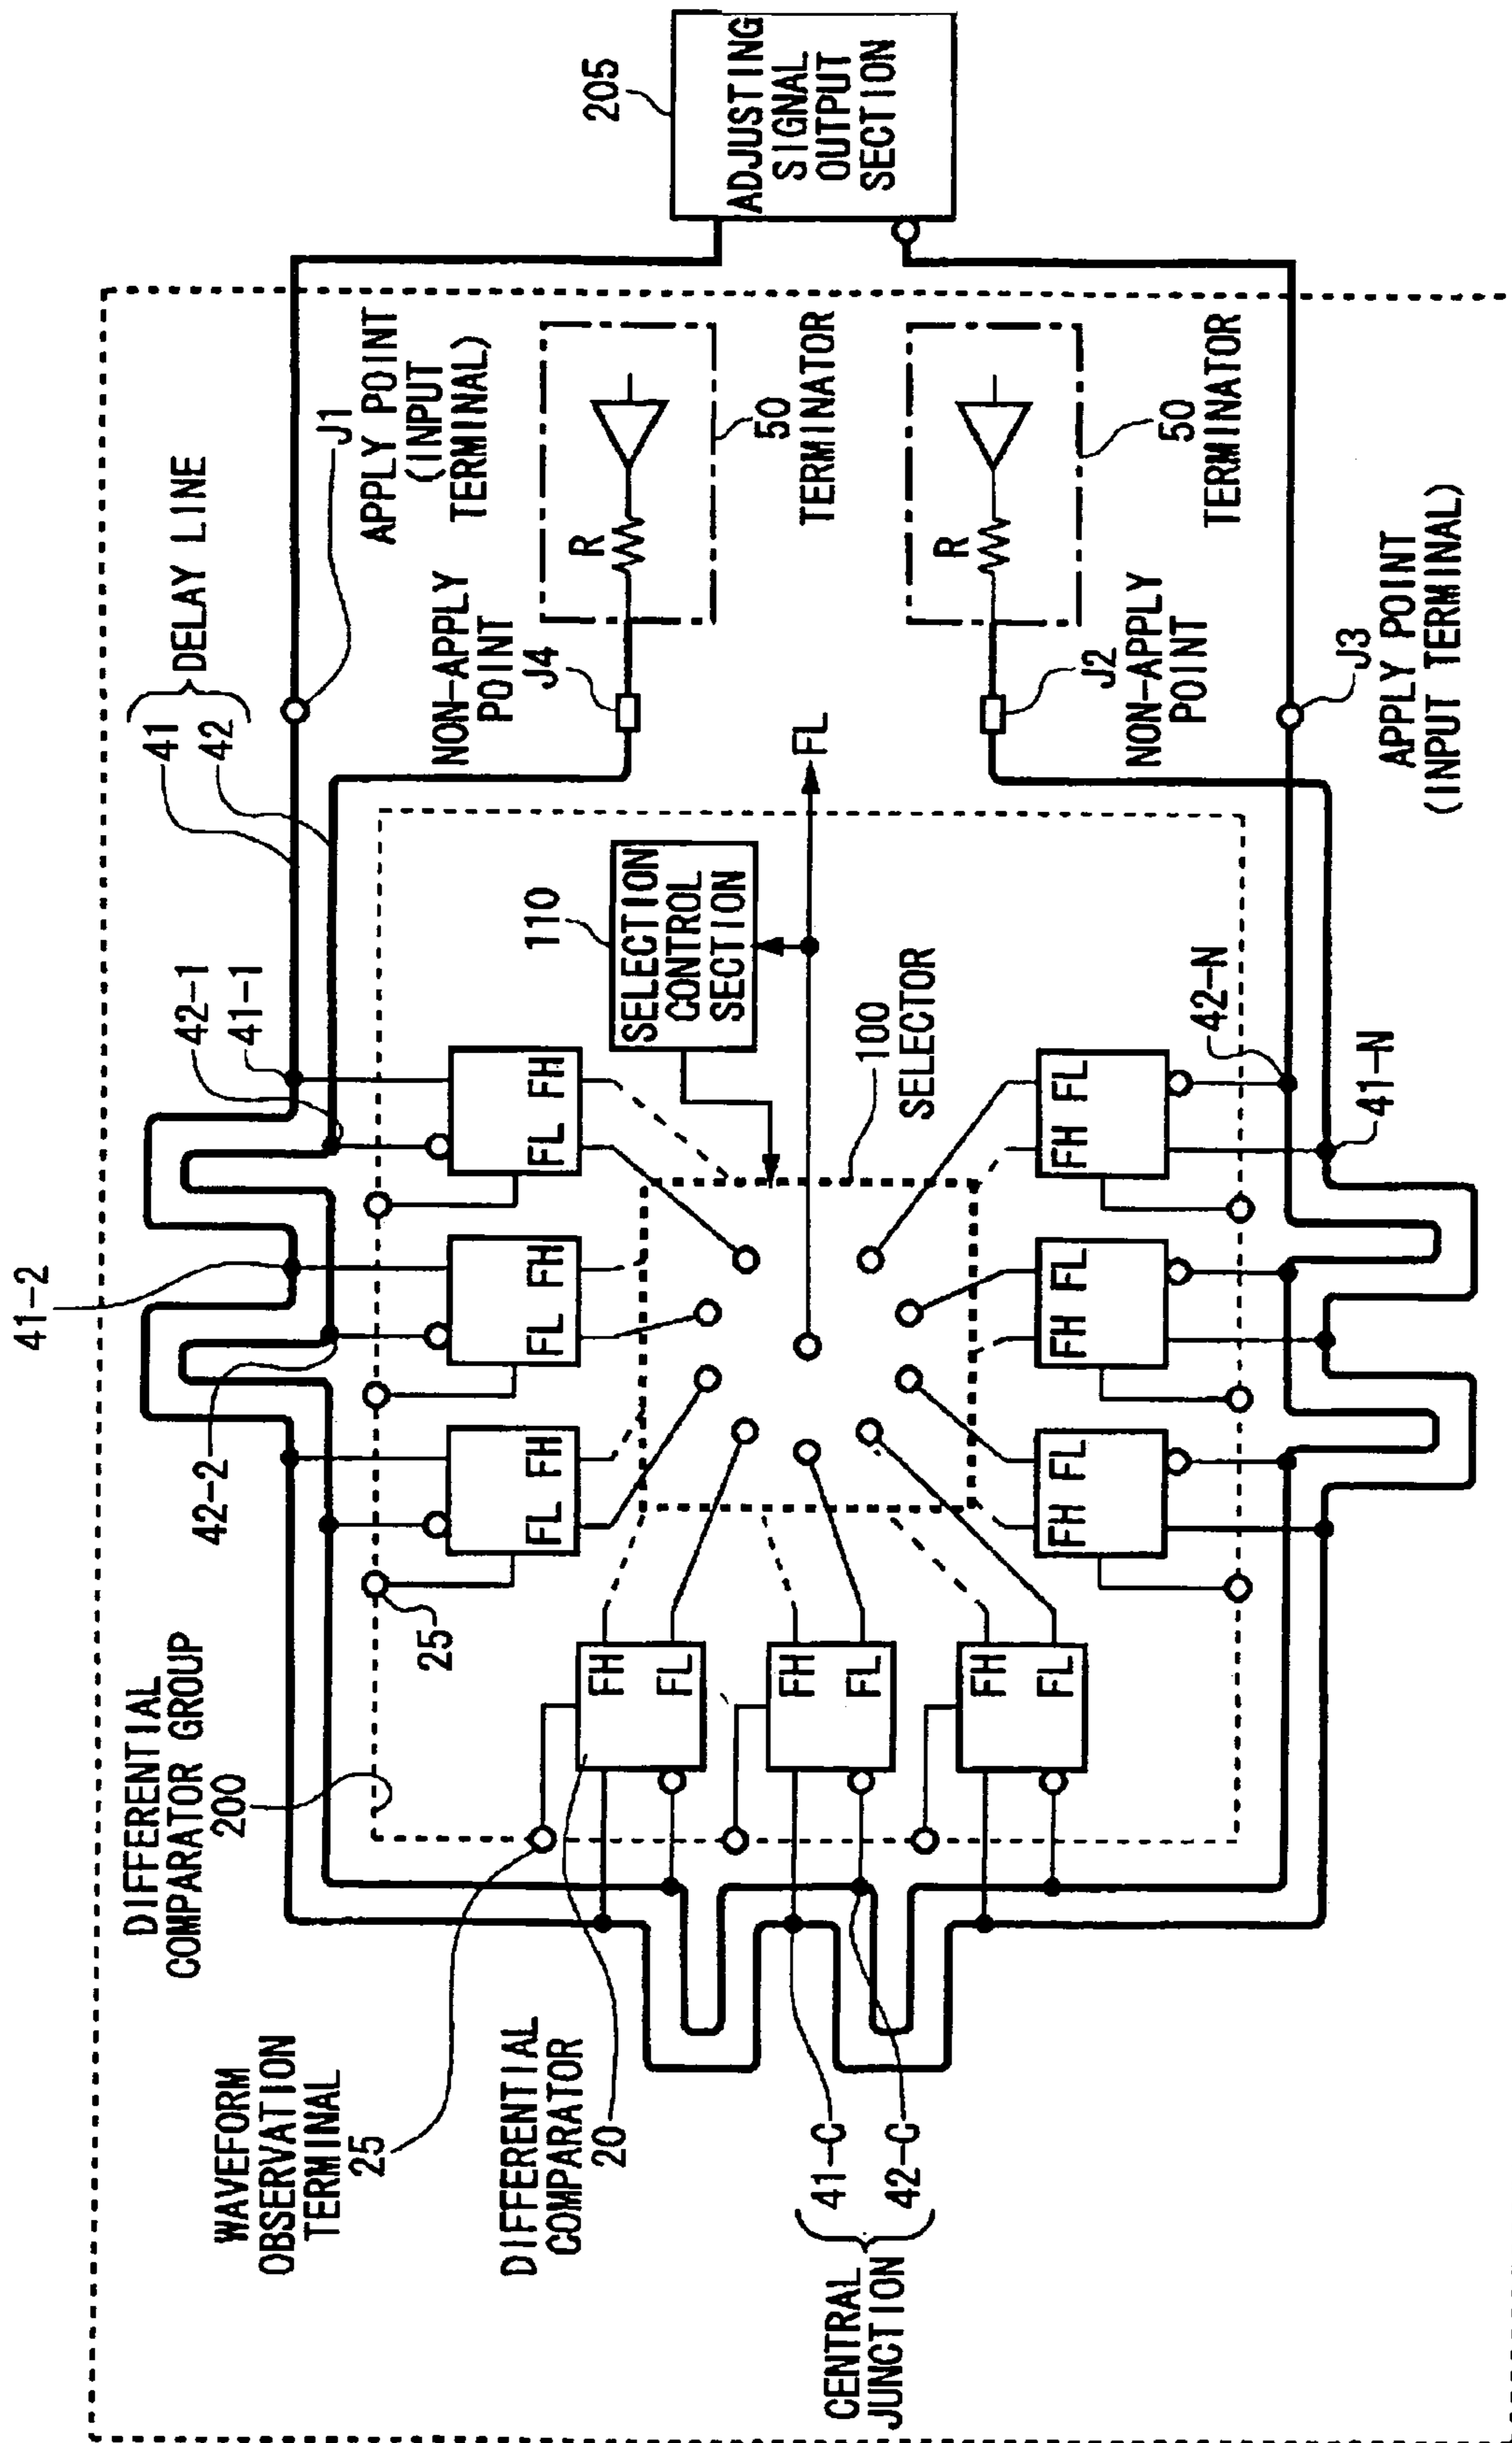 DIFFERENTIAL
COMPARATOR GROUP
200
WAVEFORM
OBSERVATION
TERMINAL
25
DIFFERENTIAL
COMPARATOR
20
CENTRAL
JUNCTION
41-C
42-C
25
41-2
42-2
42-1
41-1
41
42
DELAY LINE
J1
APPLY POINT
(INPUT
TERMINAL)
205
ADJUSTING
SIGNAL
OUTPUT
SECTION
NON-APPLY
POINT
J4
R
50
TERMINATOR
FL
110
SELECTION
CONTROL
SECTION
100
SELECTOR
R
50
TERMINATOR
J2
NON-APPLY
POINT
J3
APPLY POINT
(INPUT TERMINAL)
42-N
41-N
FL FH
FL FH
FL FH
FH
FL
FH
FL
FH
FL
FH FL
FH FL
FH FL